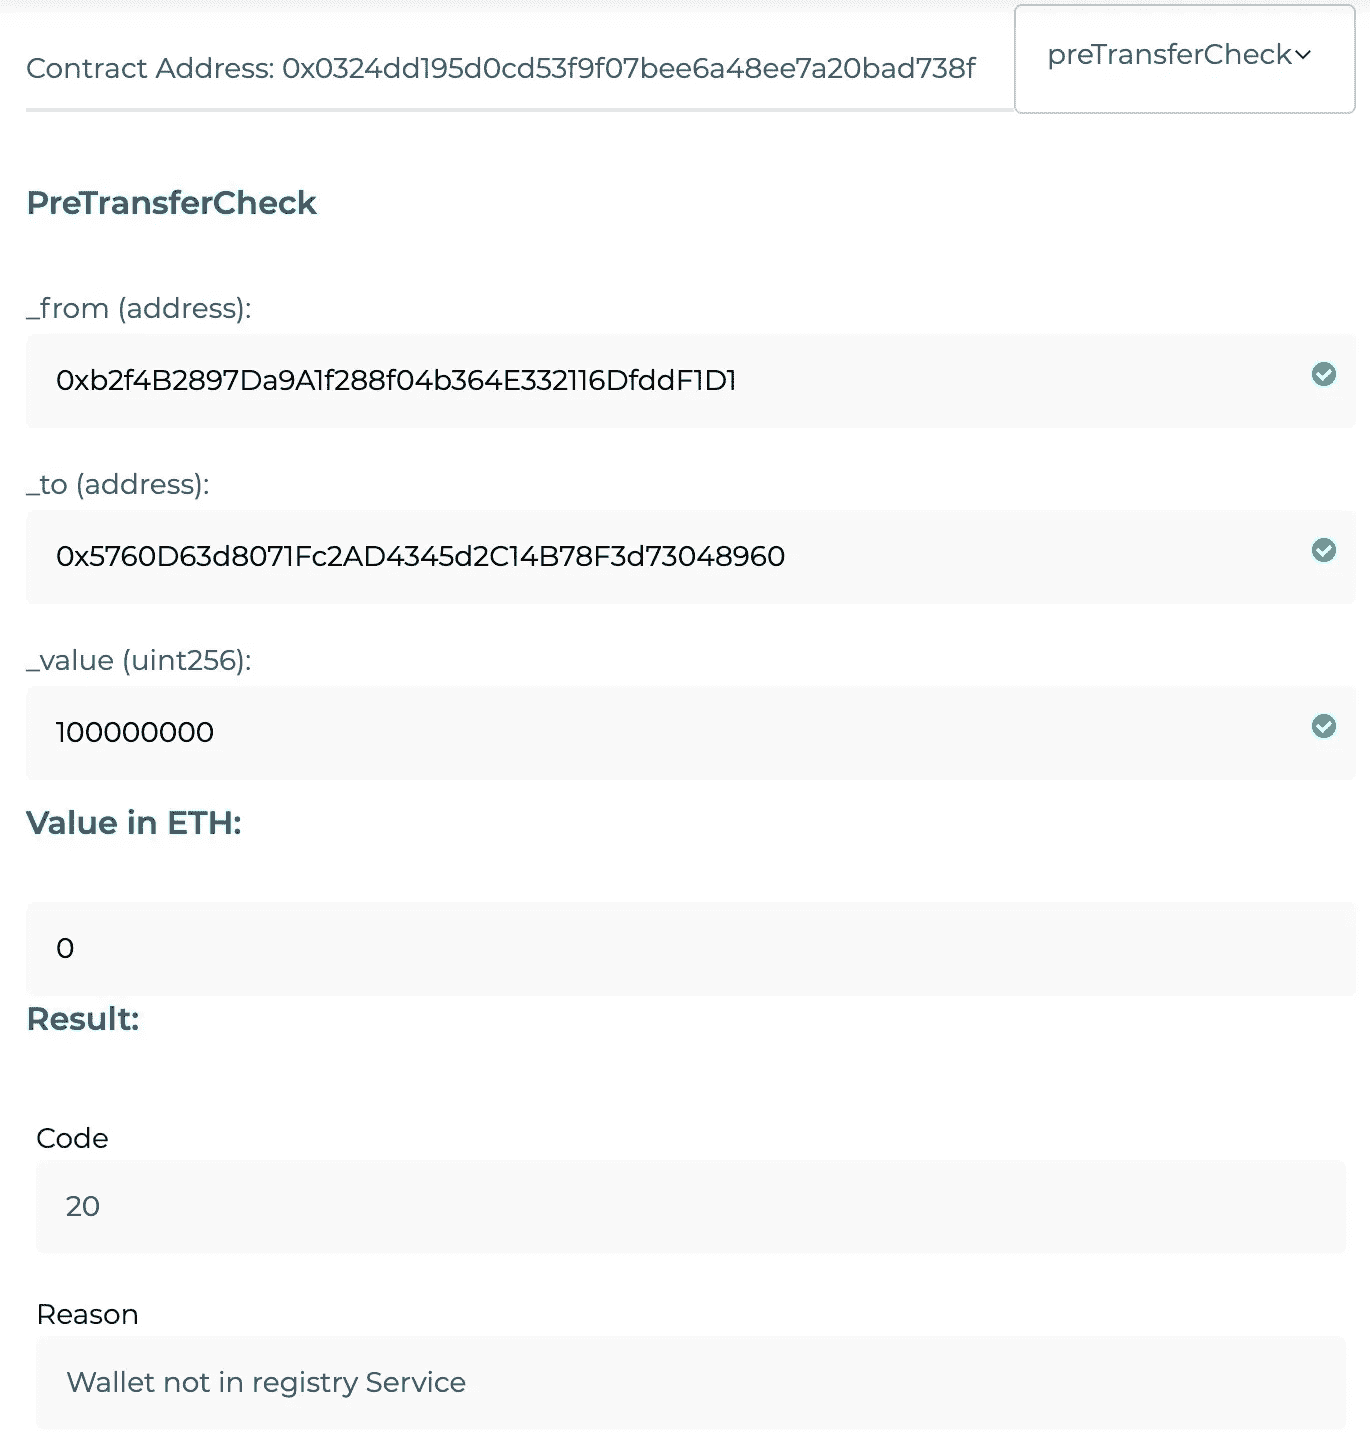 Contract Address: 0x0324dd195d0cd53f9f07bee6a48ee7a20bad738f
preTransferCheck
PreTransferCheck
_from (address):
0xb2f4B2897Da9A1f288f04b364E332116DfddF1D1
_to (address):
0x5760D63d8071Fc2AD4345d2C14B78F3d73048960
_value (uint256):
100000000
Value in ETH:
0
Result:
Code
20
Reason
Wallet not in registry Service